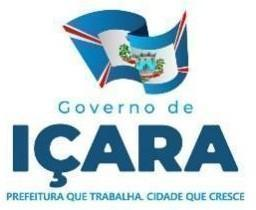 Governo de
IÇARA
PREFEITURA QUE TRABALHA. CIDADE QUE CRESCE